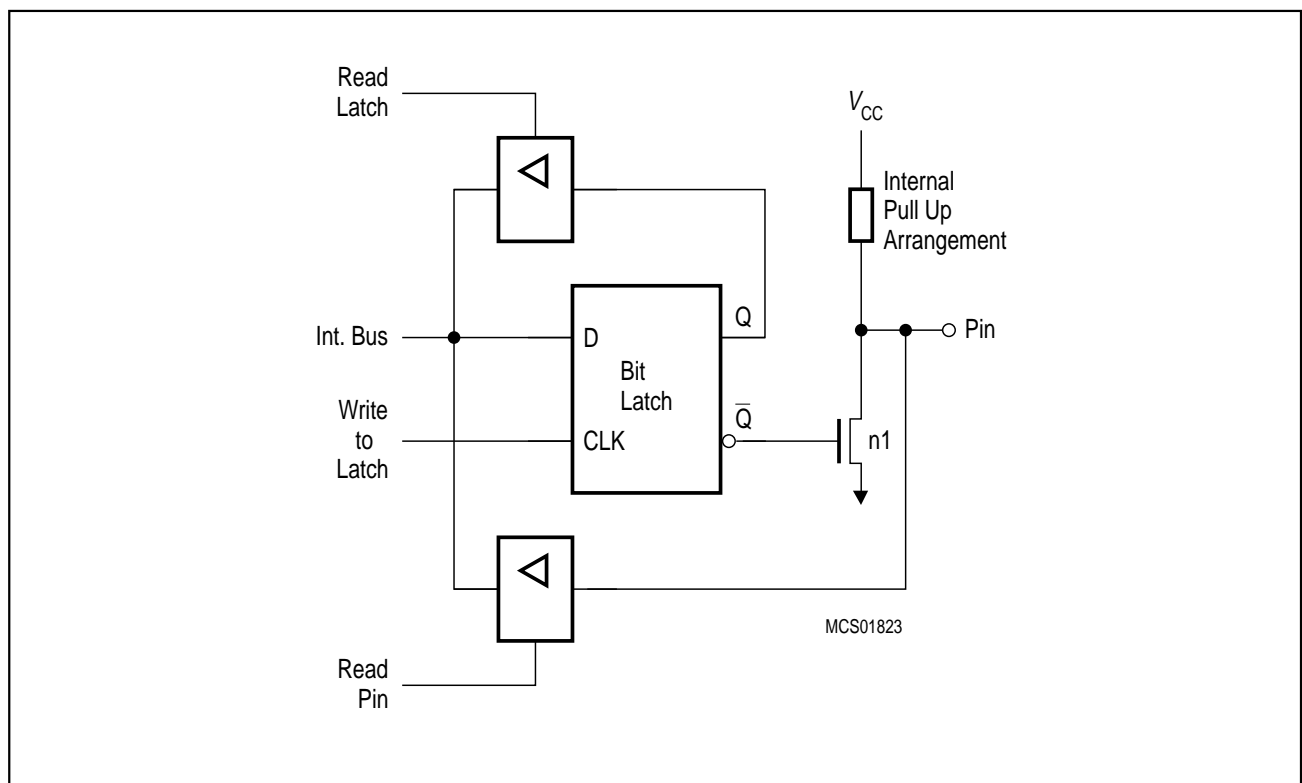 Read
Latch
V CC
Internal
Pull Up
Arrangement
Int. Bus
D
Q
Bit
Latch
Pin
Write
to
Latch
CLK
Q̅
n1
MCS01823
Read
Pin